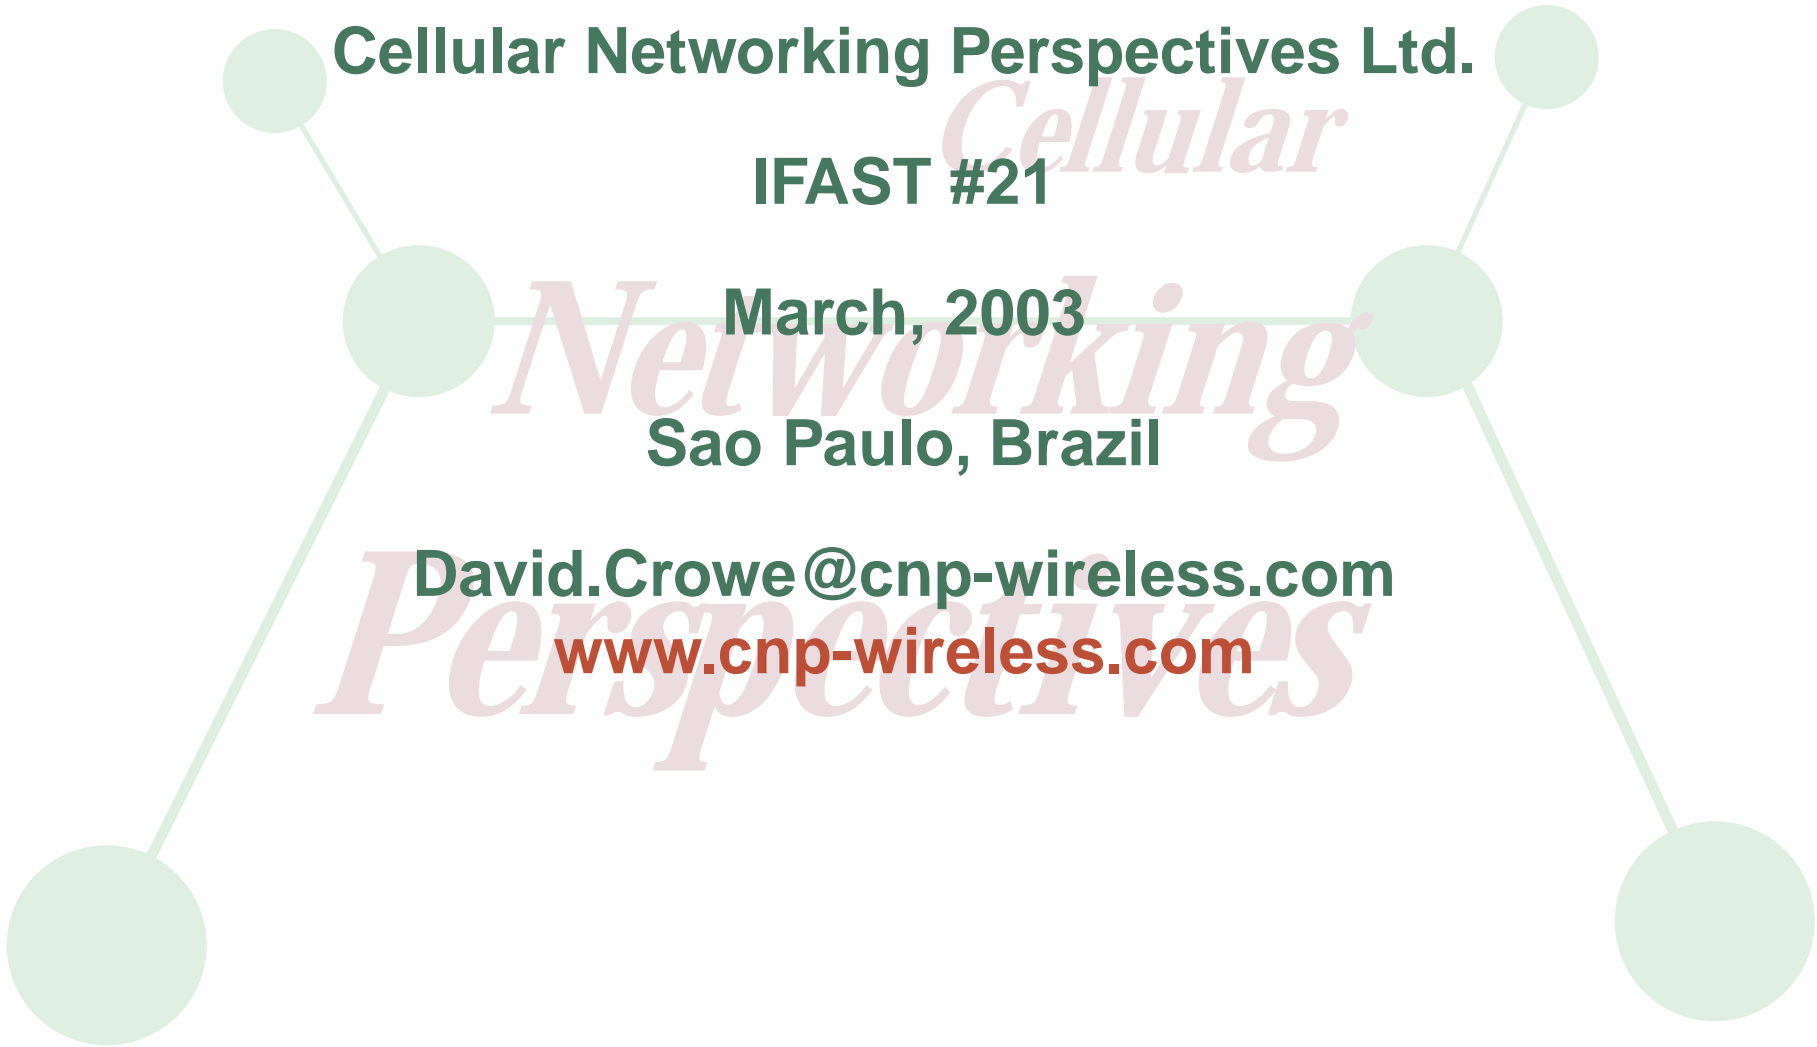 Cellular Networking Perspectives Ltd.
Cellular
IFAST #21
Networking
March, 2003
Sao Paulo, Brazil
Perspectives
David.Crowe@cnp-wireless.com
www.cnp-wireless.com